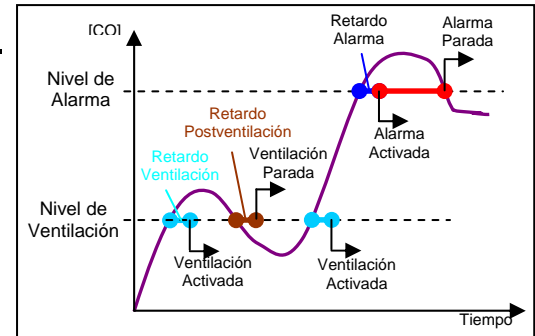 [CO]
Retardo
Alarma
Alarma
Parada
Nivel de
Alarma
Retardo
Postventilación
Alarma
Activada
Retardo
Ventilación
Ventilación
Parada
Nivel de
Ventilación
Ventilación
Activada
Ventilación
Activada
Tiempo